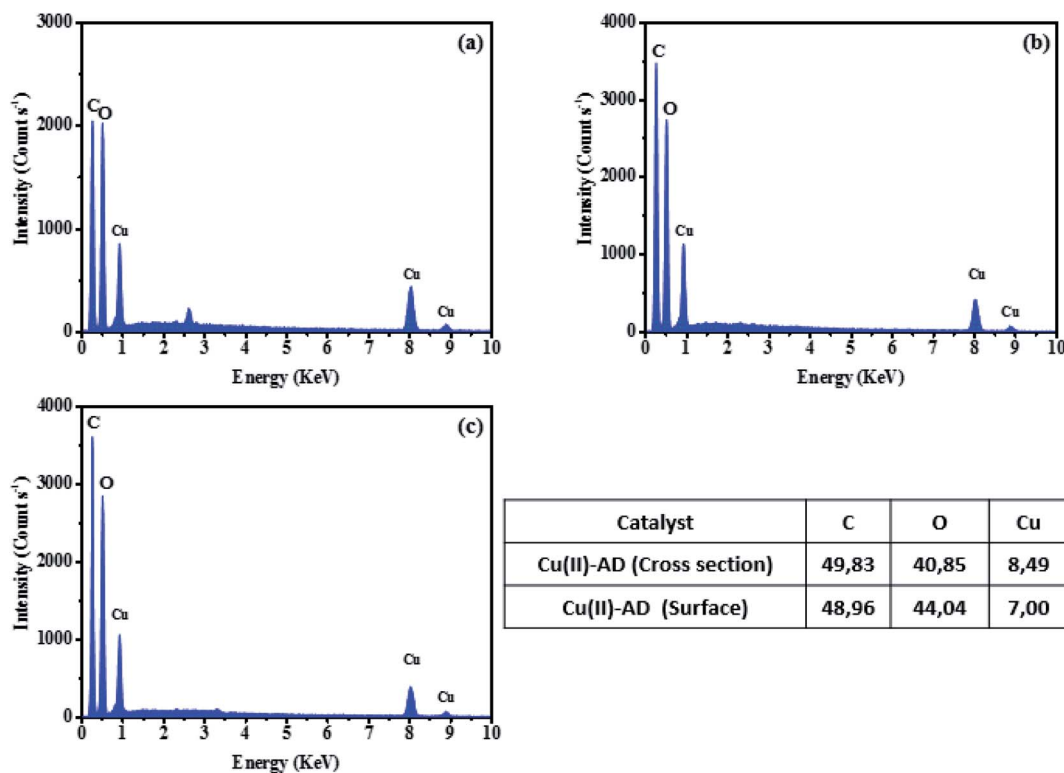 (a)
3000
2000
1000
0
C
O
Cu
Cu
Cu
0 1 2 3 4 5 6 7 8 9 10
Intensity (Count s-1)
Energy (KeV)
(b)
4000
3000
2000
1000
0
C
O
Cu
Cu
Cu
0 1 2 3 4 5 6 7 8 9 10
Intensity (Count s-1)
Energy (KeV)
(c)
4000
3000
2000
1000
0
C
O
Cu
Cu
Cu
0 1 2 3 4 5 6 7 8 9 10
Intensity (Count s-1)
Energy (KeV)
Catalyst C O Cu
Cu(II)-AD (Cross section) 49,83 40,85 8,49
Cu(II)-AD (Surface) 48,96 44,04 7,00